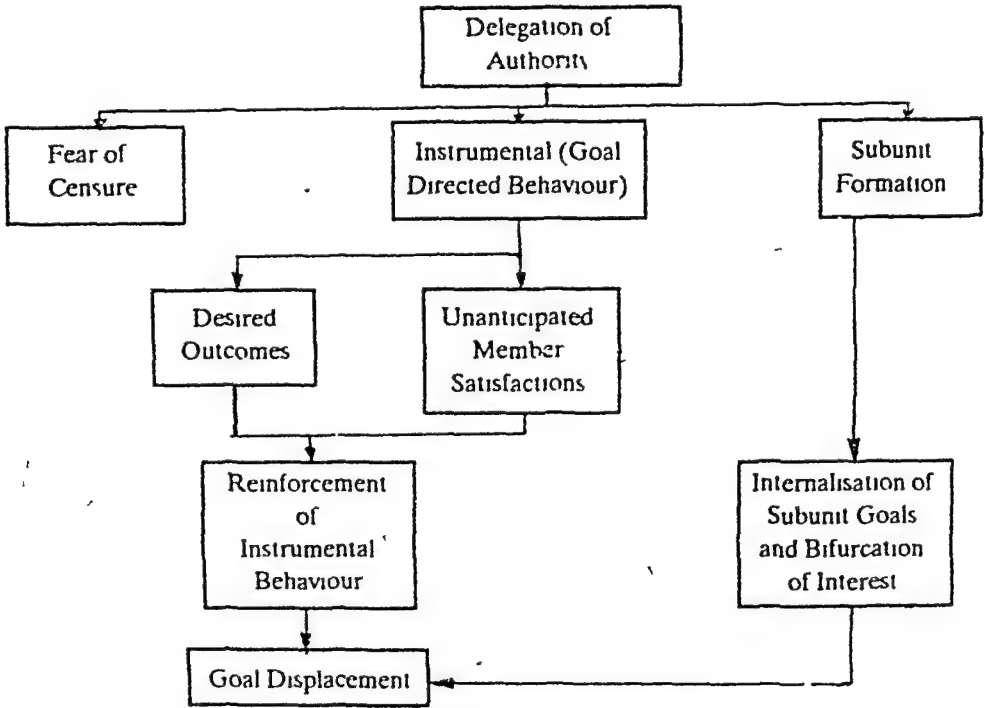 Delegation of
Authority
Fear of
Censure
Instrumental (Goal
Directed Behaviour)
Subunit
Formation
Desired
Outcomes
Unanticipated
Member
Satisfactions
Reinforcement
of
Instrumental
Behaviour
Internalisation of
Subunit Goals
and Bifurcation
of Interest
Goal Displacement